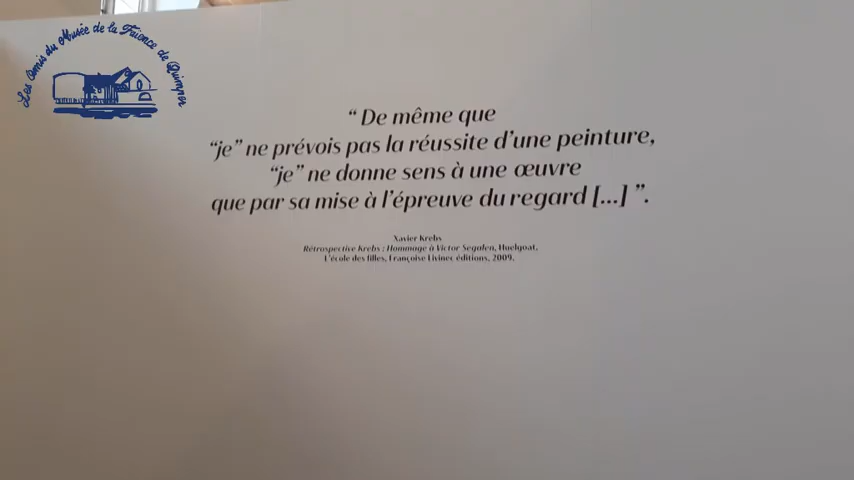 Les Amis du Musée de la Faïence de Quimper
“ De même que
“je” ne prévois pas la réussite d’une peinture,
“je” ne donne sens à une œuvre
que par sa mise à l’épreuve du regard [...] ”.
Xavier Krebs
Rétrospective Krebs : Hommage à Victor Segalen, Huelgoat.
L’école des filles, Françoise Livinec éditions, 2009.